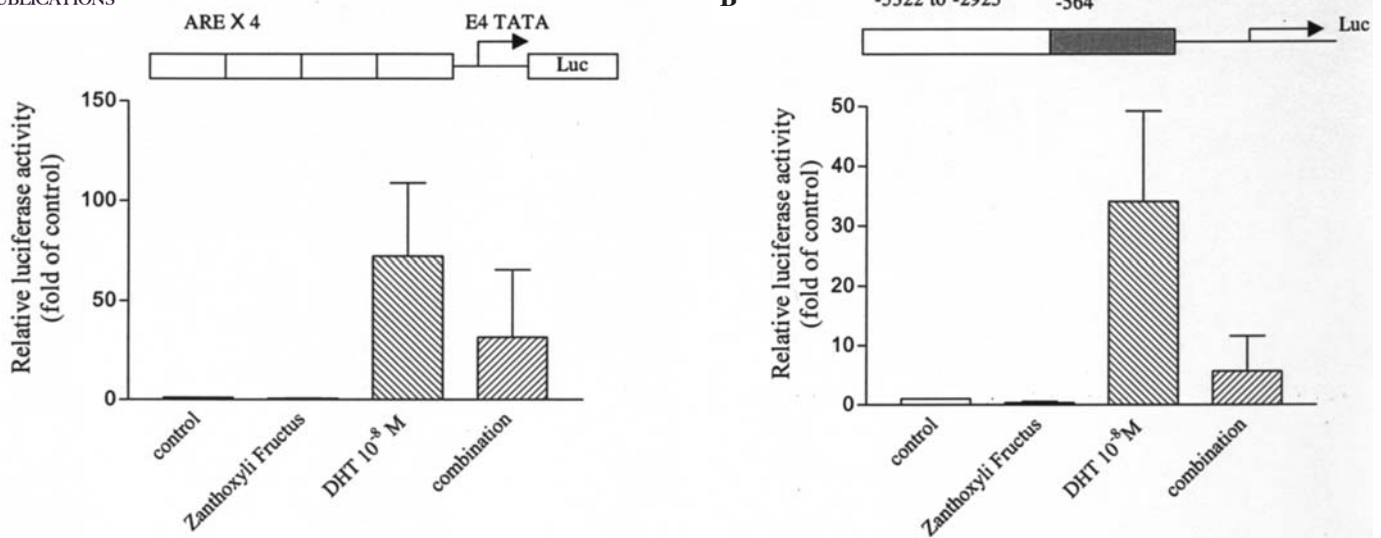 ARE X 4
E4 TATA
Luc
150
100
50
0
Relative luciferase activity
(fold of control)
control
Zanthoxyli Fructus
DHT 10⁻⁸ M
combination
B
-564
Luc
50
40
30
20
10
0
Relative luciferase activity
(fold of control)
control
Zanthoxyli Fructus
DHT 10⁻⁸M
combination